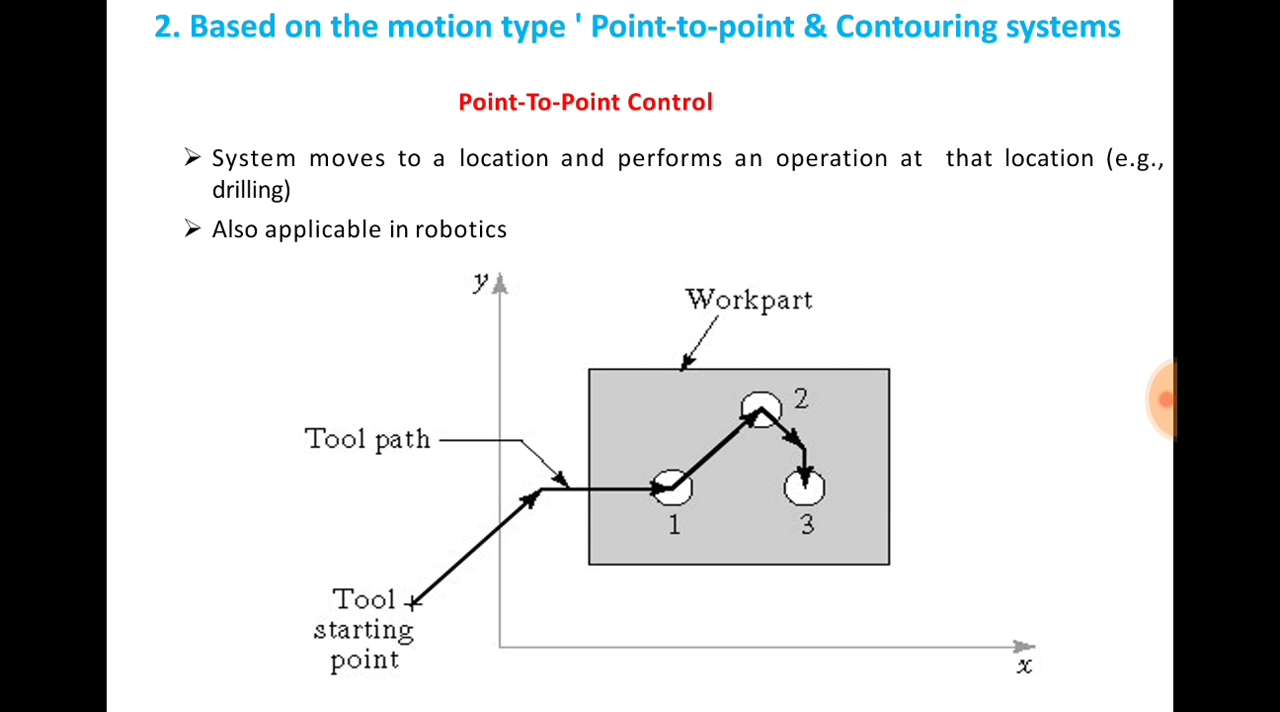 2. Based on the motion type ' Point-to-point & Contouring systems
Point-To-Point Control
➢ System moves to a location and performs an operation at that location (e.g.,
drilling)
➢ Also applicable in robotics
y
Workpart
2
Tool path
1
3
Tool
starting
point
x